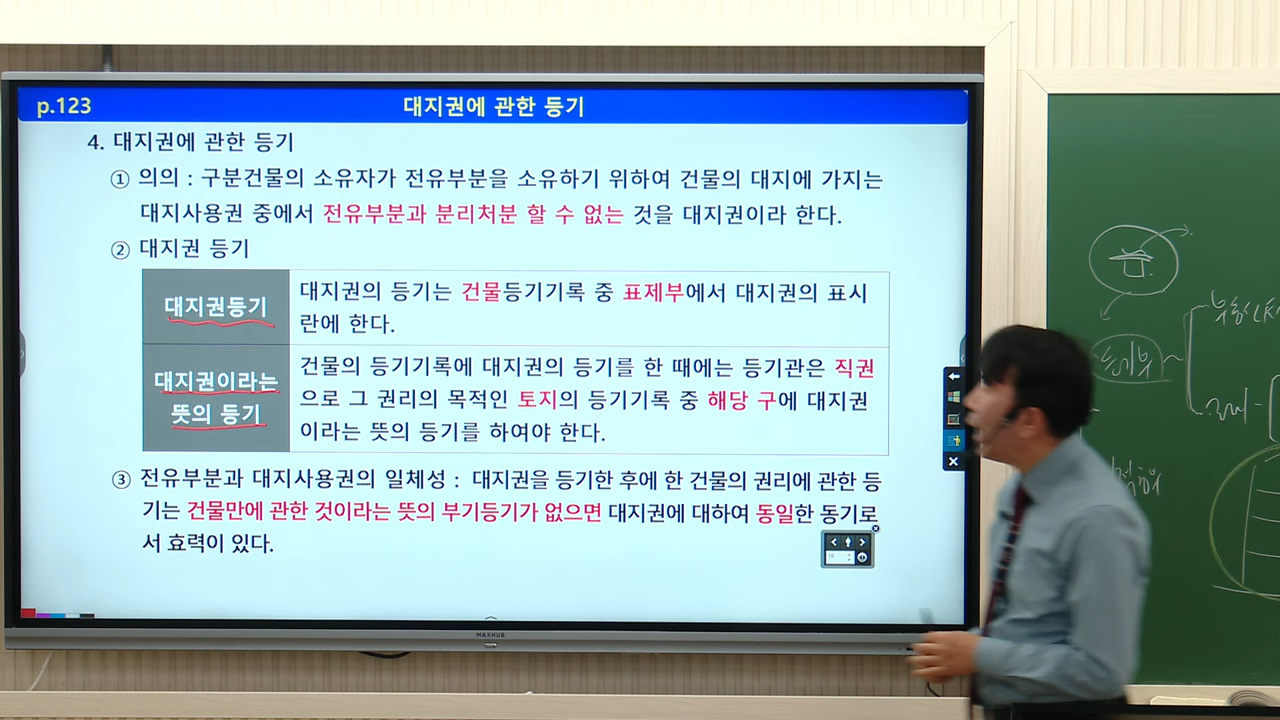 p.123 대지권에 관한 등기
4. 대지권에 관한 등기
① 의의 : 구분건물의 소유자가 전유부분을 소유하기 위하여 건물의 대지에 가지는
대지사용권 중에서 전유부분과 분리처분 할 수 없는 것을 대지권이라 한다.
② 대지권 등기
대지권등기
대지권의 등기는 건물등기기록 중 표제부에서 대지권의 표시
란에 한다.
대지권이라는
뜻의 등기
건물의 등기기록에 대지권의 등기를 한 때에는 등기관은 직권
으로 그 권리의 목적인 토지의 등기기록 중 해당 구에 대지권
이라는 뜻의 등기를 하여야 한다.
③ 전유부분과 대지사용권의 일체성 : 대지권을 등기한 후에 한 건물의 권리에 관한 등
기는 건물만에 관한 것이라는 뜻의 부기등기가 없으면 대지권에 대하여 동일한 등기로
서 효력이 있다.
16
MAXHUB
등기부